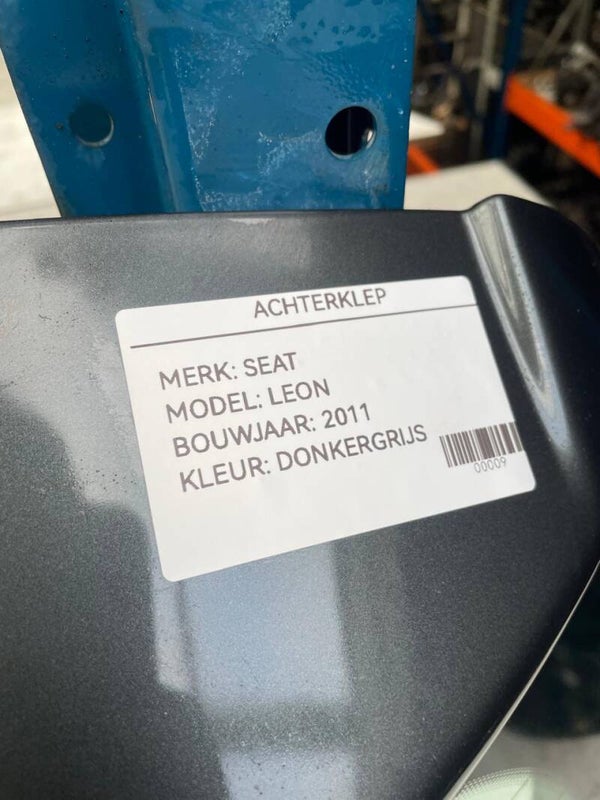 ACHTERKLEP
MERK: SEAT
MODEL: LEON
BOUWJAAR: 2011
KLEUR: DONKERGRIJS
00009